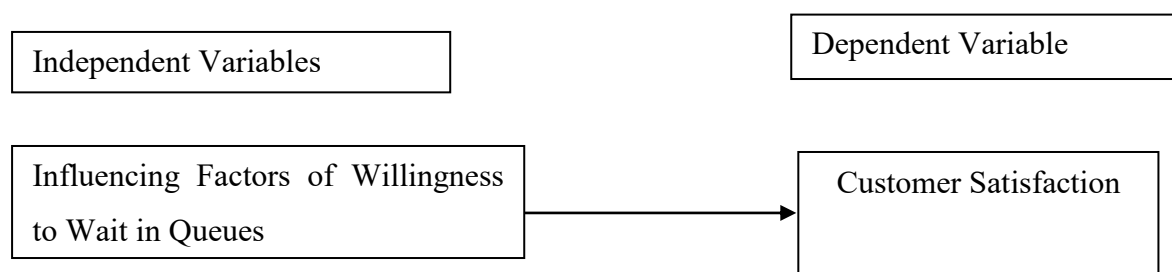 Independent Variables
Dependent Variable
Influencing Factors of Willingness
to Wait in Queues
Customer Satisfaction